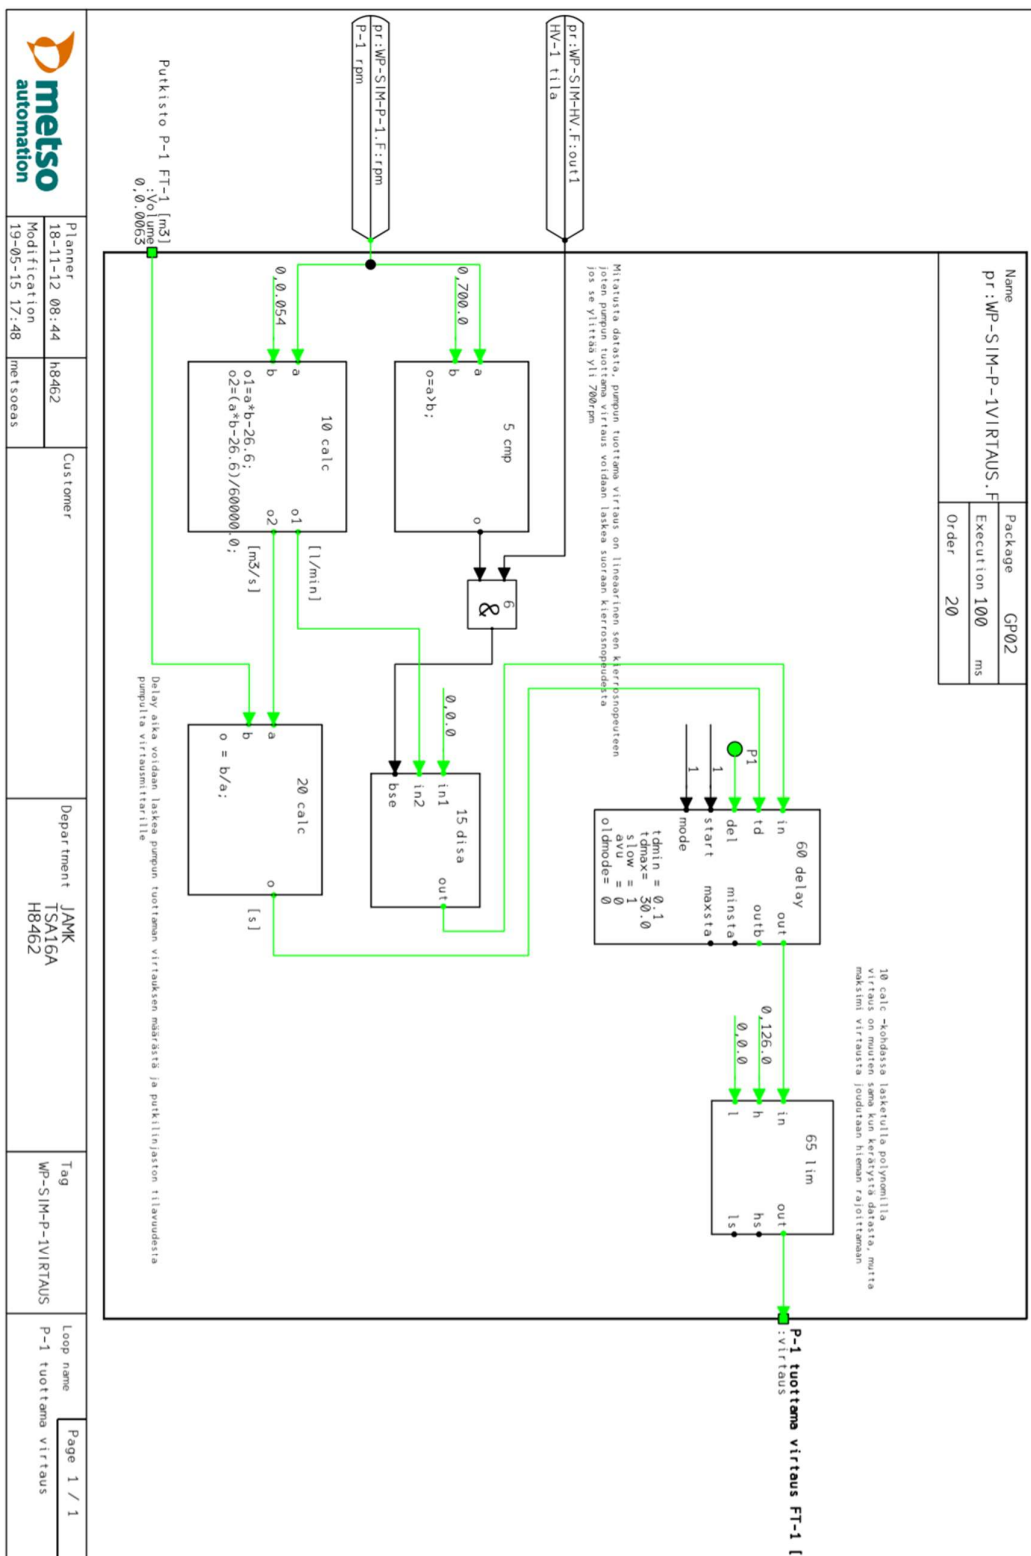 Name
pr:WP-SIM-P-1VIRTAUS.F
Package GP02
Execution 100 ms
Order 20
pr:WP-SIM-HV.F:out1
HV-1 tila
pr:WP-SIM-P-1.F:rpm
P-1 rpm
Putkisto P-1 FT-1 [m3]
:Volume
0,0.0063
10 calc -kohdassa lasketulla polynomilla
virtaus on muuten sama kun kerätystä datasta, mutta
maksimi virtausta joudutaan hieman rajoittamaan
Mitatusta datasta, pumpun tuottama virtaus on lineaarinen sen kierrosnopeuteen
joten pumpun tuottama virtaus voidaan laskea suoraan kierrosnopeudesta
jos se ylittää yli 700rpm
60 delay
in
td
del
start
mode
out
outb
minsta
maxsta
tdmin = 0.1
tdmax= 30.0
slow = 1
avu = 0
oldmode= 0
P1
1
1
65 lim
in
h
l
out
hs
ls
0,126.0
0,0.0
P-1 tuottama virtaus FT-1 [
:virtaus
5 cmp
a
b
o
o=a>b;
0,700.0
6
&
15 disa
in1
in2
bse
out
0,0.0
10 calc
a
b
o1
o2
o1=a*b-26.6;
o2=(a*b-26.6)/60000.0;
0,0.054
[l/min]
[m3/s]
20 calc
a
b
o
o = b/a;
[s]
Delay aika voidaan laskea pumpun tuottaman virtauksen määrästä ja putkilinjaston tilavuudesta
pumpulta virtausmittarille
metso
automation
Planner
18-11-12 08:44 h8462
Modification
19-05-15 17:48 metsoeas
Customer
Department JAMK
TSA16A
H8462
Tag
WP-SIM-P-1VIRTAUS
Loop name
P-1 tuottama virtaus
Page 1 / 1